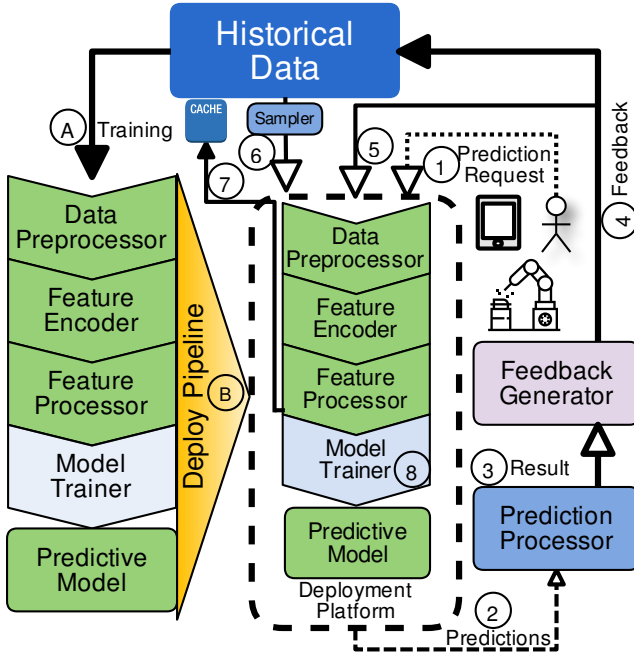 Historical
Data
CACHE
Sampler
A
Training
6
5
1
Prediction
Request
7
4
Feedback
Data
Preprocessor
Feature
Encoder
Feature
Processor
Model
Trainer
Predictive
Model
Deploy Pipeline
B
Data
Preprocessor
Feature
Encoder
Feature
Processor
Model
Trainer
8
Predictive
Model
Deployment
Platform
Feedback
Generator
3
Result
Prediction
Processor
2
Predictions